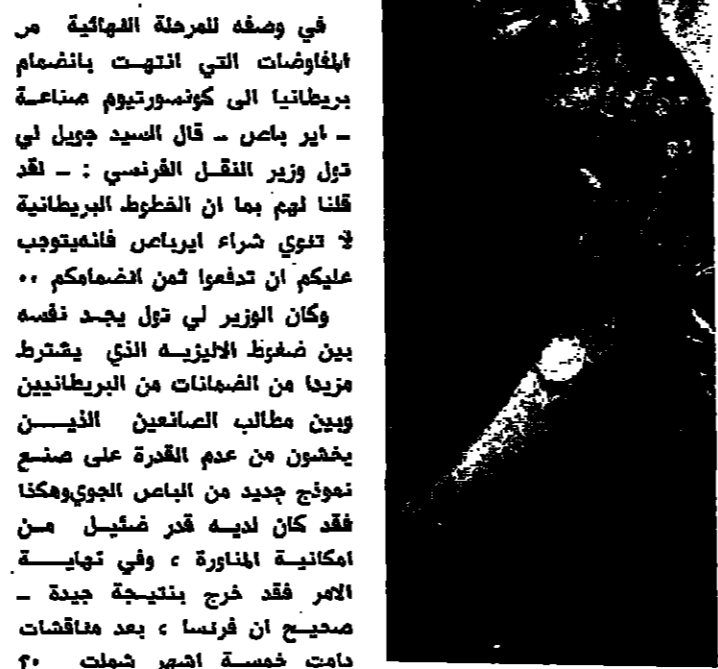 في وصفه للمرحلة النهائية من
المفاوضات التي انتهت بانضمام
بريطانيا الى كونسورتيوم صناعة
ـ اير باص ـ قال السيد جويل لي
تول وزير النقل الفرنسي : ـ لقد
قلنا لهم بما ان الخطوط البريطانية
لا تنوي شراء ايرباص فانهيتوجب
عليكم ان تدفعوا ثمن انضمامكم ..
وكان الوزير لي تول يجد نفسه
بين ضغوط الاليزيه الذي يشترط
مزيدا من الضمانات من البريطانيين
وبين مطالب الصانعين الذين
يخشون من عدم القدرة على صنع
نموذج جديد من الباص الجويوهكذا
فقد كان لديه قدر ضئيل من
امكانية المناورة ، وفي نهاية
الامر فقد خرج بنتيجة جيدة ـ
صحيح ان فرنسا ، بعد مناقشات
دامت خمسة اشهر شملت ٢٠